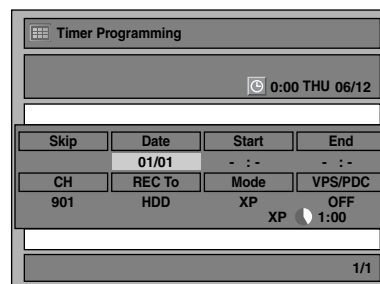 Timer Programming
0:00 THU 06/12
Skip Date Start End
01/01 - : - - : -
CH REC To Mode VPS/PDC
901 HDD XP OFF
XP 1:00
1/1